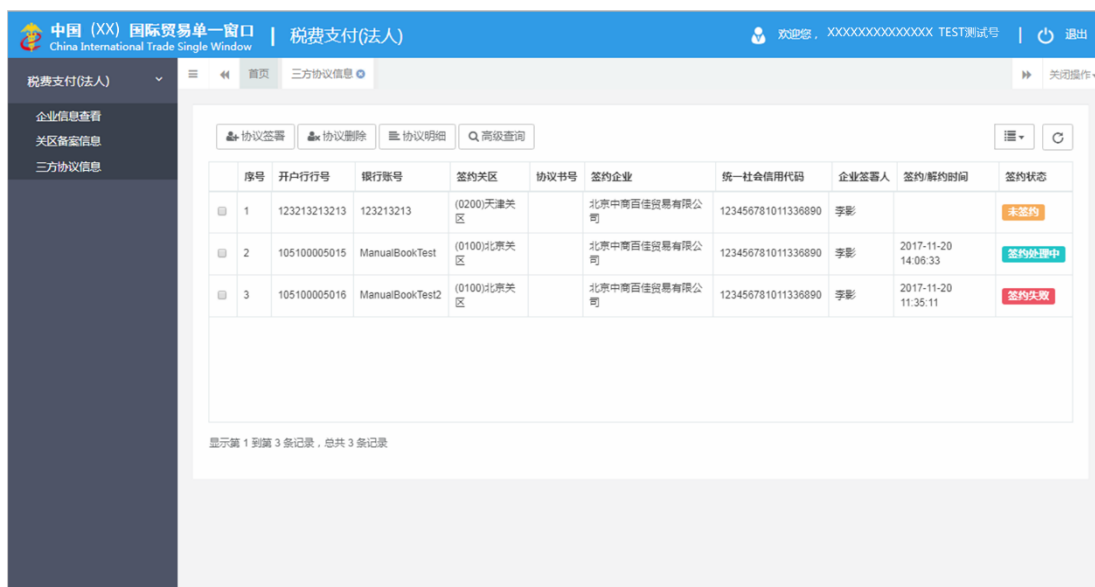 中国（XX）国际贸易单一窗口 | 税费支付(法人)
China International Trade Single Window
欢迎您， XXXXXXXXXXXXXX TEST测试号 | 退出
税费支付(法人)
首页 三方协议信息 关闭操作
企业信息查看
关区备案信息
三方协议信息
协议签署 协议删除 协议明细 高级查询
序号 开户行行号 银行账号 签约关区 协议书号 签约企业 统一社会信用代码 企业签署人 签约/解约时间 签约状态
1 123213213213 123213213 (0200)天津关 北京中商百佳贸易有限公 123456781011336890 李影 未签约
区 司
2 105100005015 ManualBookTest (0100)北京关 北京中商百佳贸易有限公 123456781011336890 李影 2017-11-20 签约处理中
区 司 14:06:33
3 105100005016 ManualBookTest2 (0100)北京关 北京中商百佳贸易有限公 123456781011336890 李影 2017-11-20 签约失败
区 司 11:35:11
显示第 1 到第 3 条记录，总共 3 条记录